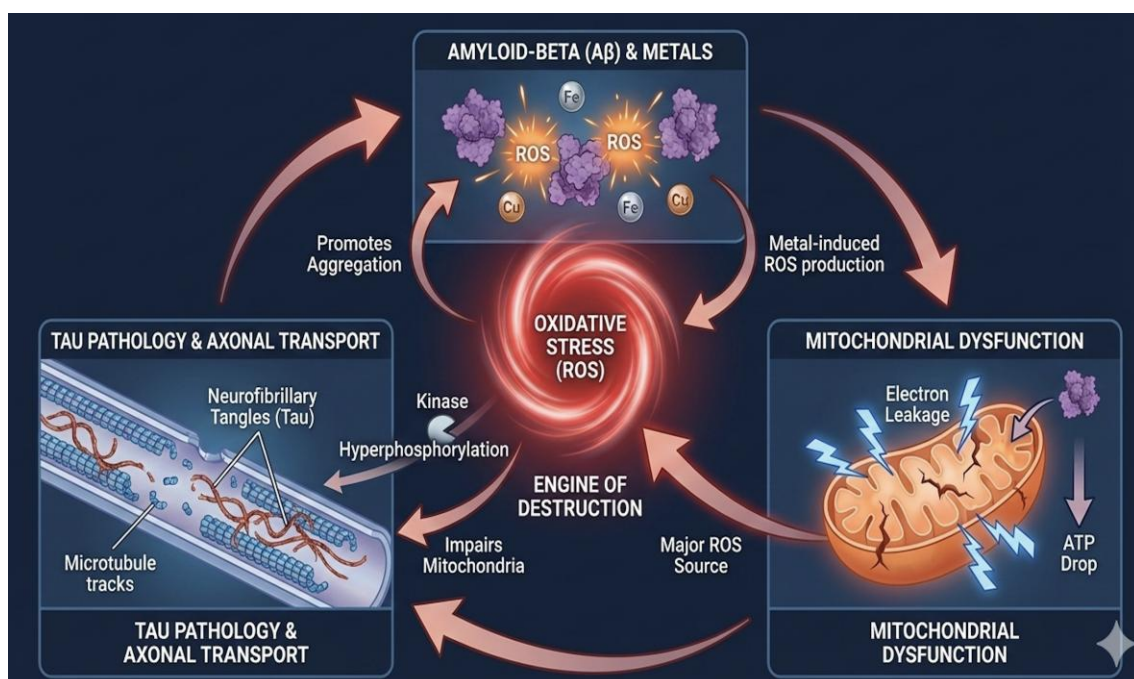 AMYLOID-BETA (Aβ) & METALS
Fe
ROS
ROS
Cu
Fe
Cu
Promotes
Aggregation
Metal-induced
ROS production
OXIDATIVE
STRESS
(ROS)
TAU PATHOLOGY & AXONAL TRANSPORT
Neurofibrillary
Tangles (Tau)
Microtubule
tracks
TAU PATHOLOGY &
AXONAL TRANSPORT
Kinase
Hyperphosphorylation
ENGINE OF
DESTRUCTION
Impairs
Mitochondria
Major ROS
Source
MITOCHONDRIAL DYSFUNCTION
Electron
Leakage
ATP
Drop
MITOCHONDRIAL
DYSFUNCTION